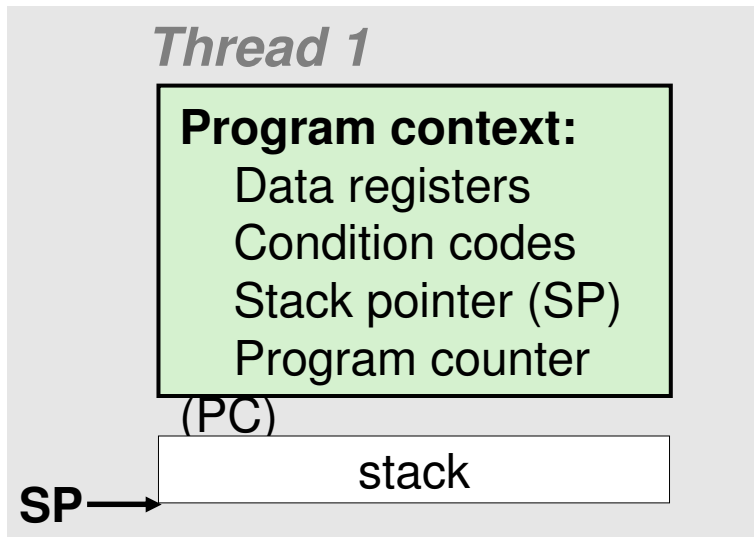 Thread 1
Program context:
Data registers
Condition codes
Stack pointer (SP)
Program counter
(PC)
stack
SP